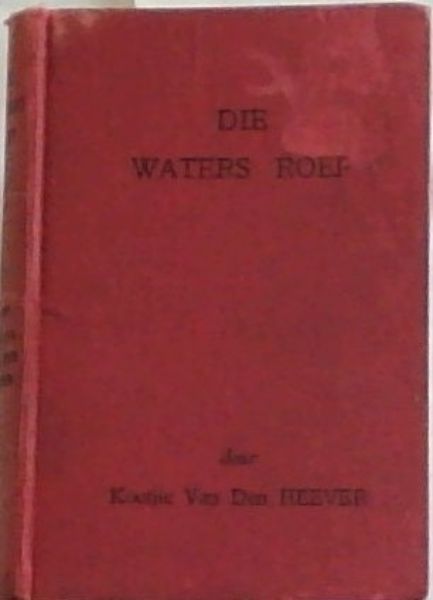 DIE
WATERS ROEP
deur
Kootjie Van Den HEEVER